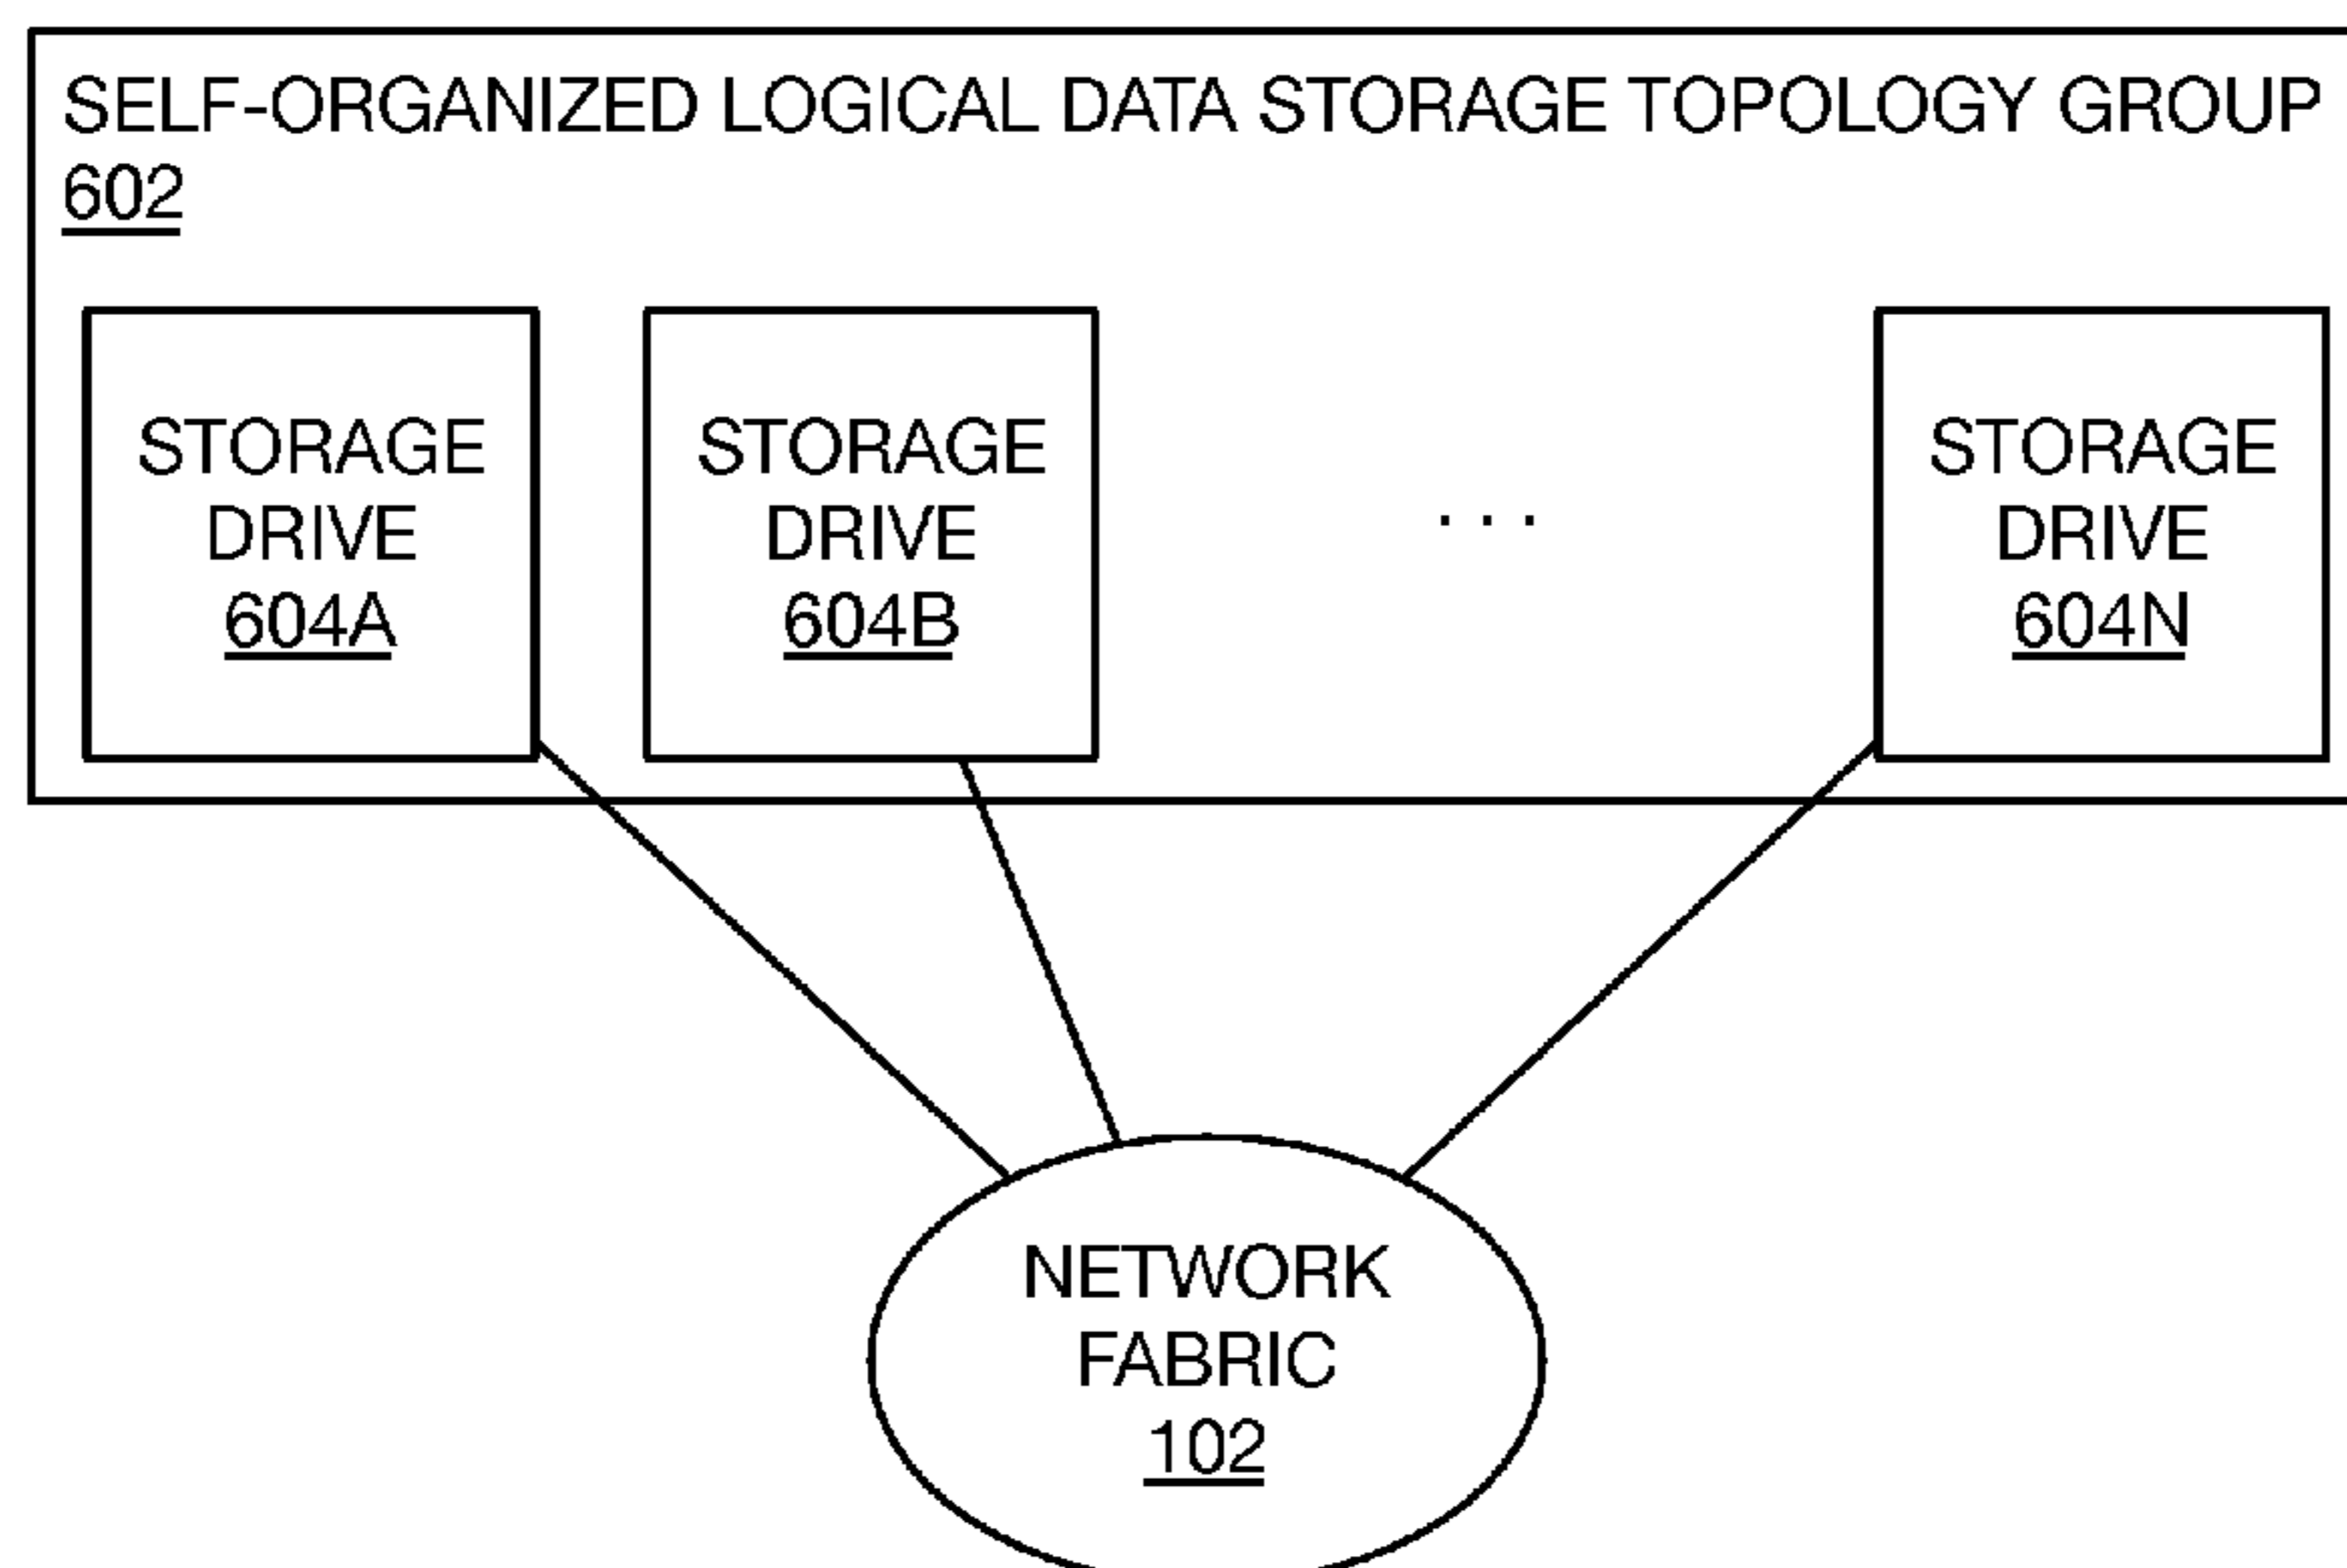 SELF-ORGANIZED LOGICAL DATA STORAGE TOPOLOGY GROUP
602
STORAGE
DRIVE
604A
STORAGE
DRIVE
604B
. . .
STORAGE
DRIVE
604N
NETWORK
FABRIC
102